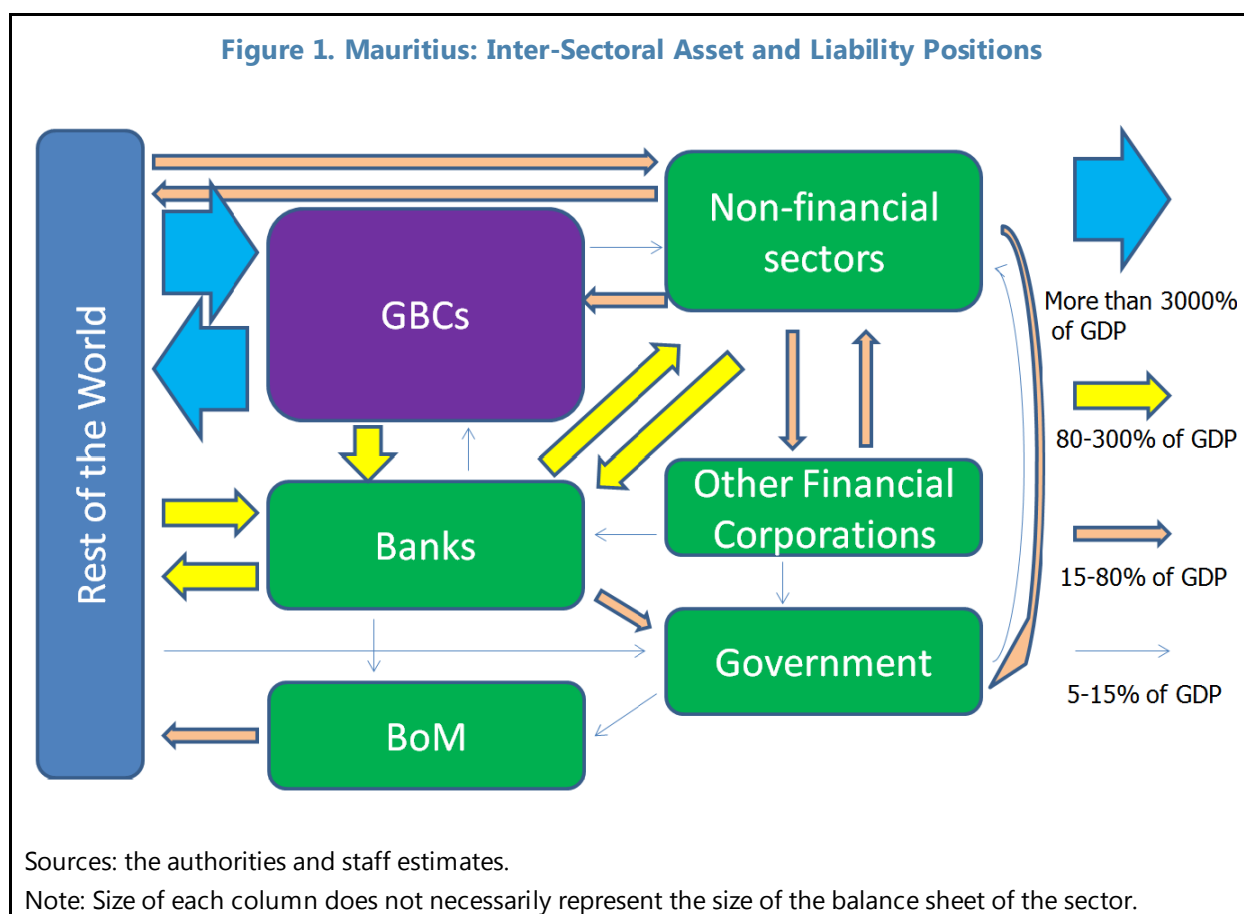 Figure 1. Mauritius: Inter-Sectoral Asset and Liability Positions
Rest of the World
Non-financial
sectors
GBCs
More than 3000%
of GDP
80-300% of GDP
Other Financial
Corporations
Banks
15-80% of GDP
Government
5-15% of GDP
BoM
Sources: the authorities and staff estimates.
Note: Size of each column does not necessarily represent the size of the balance sheet of the sector.